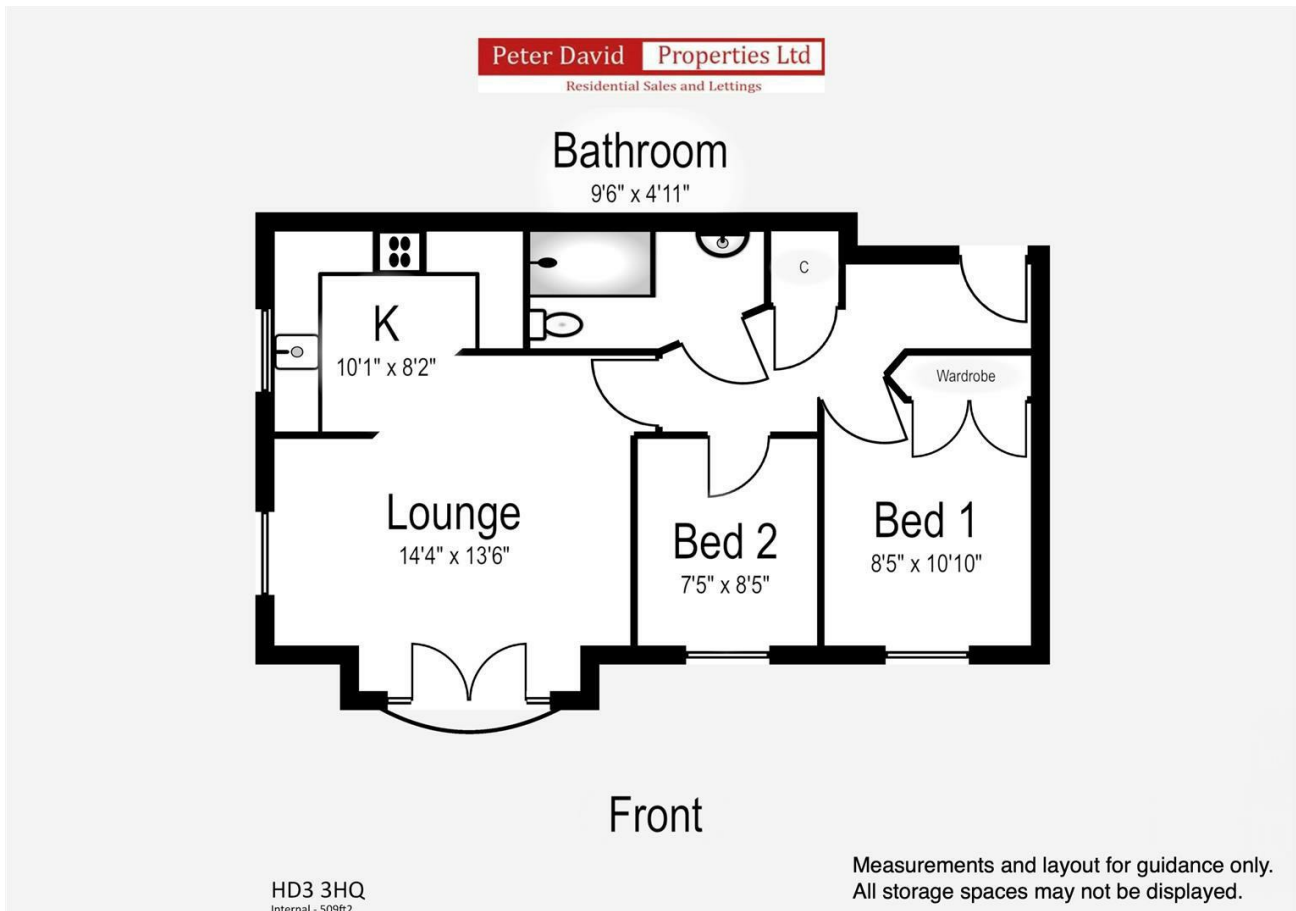 Peter David Properties Ltd
Residential Sales and Lettings
Bathroom
9'6" x 4'11"
C
K
10'1" x 8'2"
Wardrobe
Lounge
14'4" x 13'6"
Bed 2
7'5" x 8'5"
Bed 1
8'5" x 10'10"
Front
Measurements and layout for guidance only.
All storage spaces may not be displayed.
HD3 3HQ
Internal - 509ft2